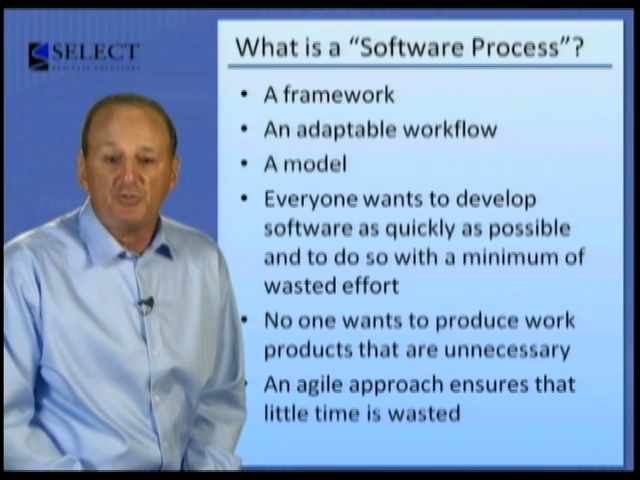 SELECT
BUSINESS SOLUTIONS
What is a “Software Process”?
• A framework
• An adaptable workflow
• A model
• Everyone wants to develop
software as quickly as possible
and to do so with a minimum of
wasted effort
• No one wants to produce work
products that are unnecessary
• An agile approach ensures that
little time is wasted